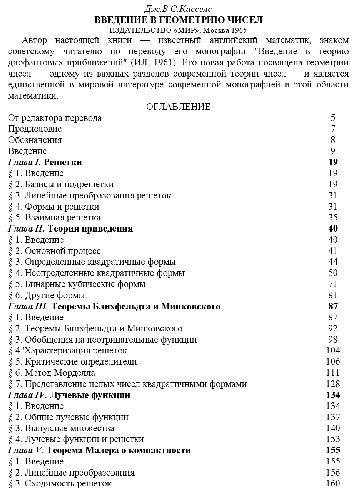 Дж.В.С.Касселс
ВВЕДЕНИЕ В ГЕОМЕТРИЮ ЧИСЕЛ
ИЗДАТЕЛЬСТВО «МИР», Москва 1965
Автор настоящей книги — известный английский математик, знаком
советскому читателю по переводу его монографии "Введение в теорию
диофантовых приближений" (ИЛ, 1961). Его новая работа посвящена геометрии
чисел — одному из важных разделов современной теории чисел — и является
единственной в мировой литературе современной монографией в этой области
математики.
ОГЛАВЛЕНИЕ
От редактора перевода 5
Предисловие 7
Обозначения 8
Введение 9
Глава I. Решетки 19
§ 1. Введение 19
§ 2. Базисы и подрешетки 19
§ 3. Линейные преобразования решеток 31
§ 4. Формы и решетки 31
§ 5. Взаимная решетка 35
Глава II. Теория приведения 40
§ 1. Введение 40
§ 2. Основной процесс 41
§ 3. Определенные квадратичные формы 44
§ 4. Неопределенные квадратичные формы 50
§ 5. Бинарные кубические формы 71
§ 6. Другие формы 81
Глава III. Теоремы Блихфельдта и Минковского 87
§ 1. Введение 87
§ 2. Теоремы Блихфельдта и Минковского 92
§ 3. Обобщения на неотрицательные функции 98
§ 4. Характеризация решеток 104
§ 5. Критические определители 106
§ 6. Метод Морделла 111
§ 7. Представление целых чисел квадратичными формами 128
Глава IV. Лучевые функции 134
§ 1. Введение 134
§ 2. Общие лучевые функции 137
§ 3. Выпуклые множества 140
§ 4. Лучевые функции и решетки 153
Глава V. Теорема Малера о компактности 155
§ 1. Введение 155
§ 2. Линейные преобразования 156
§ 3. Сходимость решеток 160